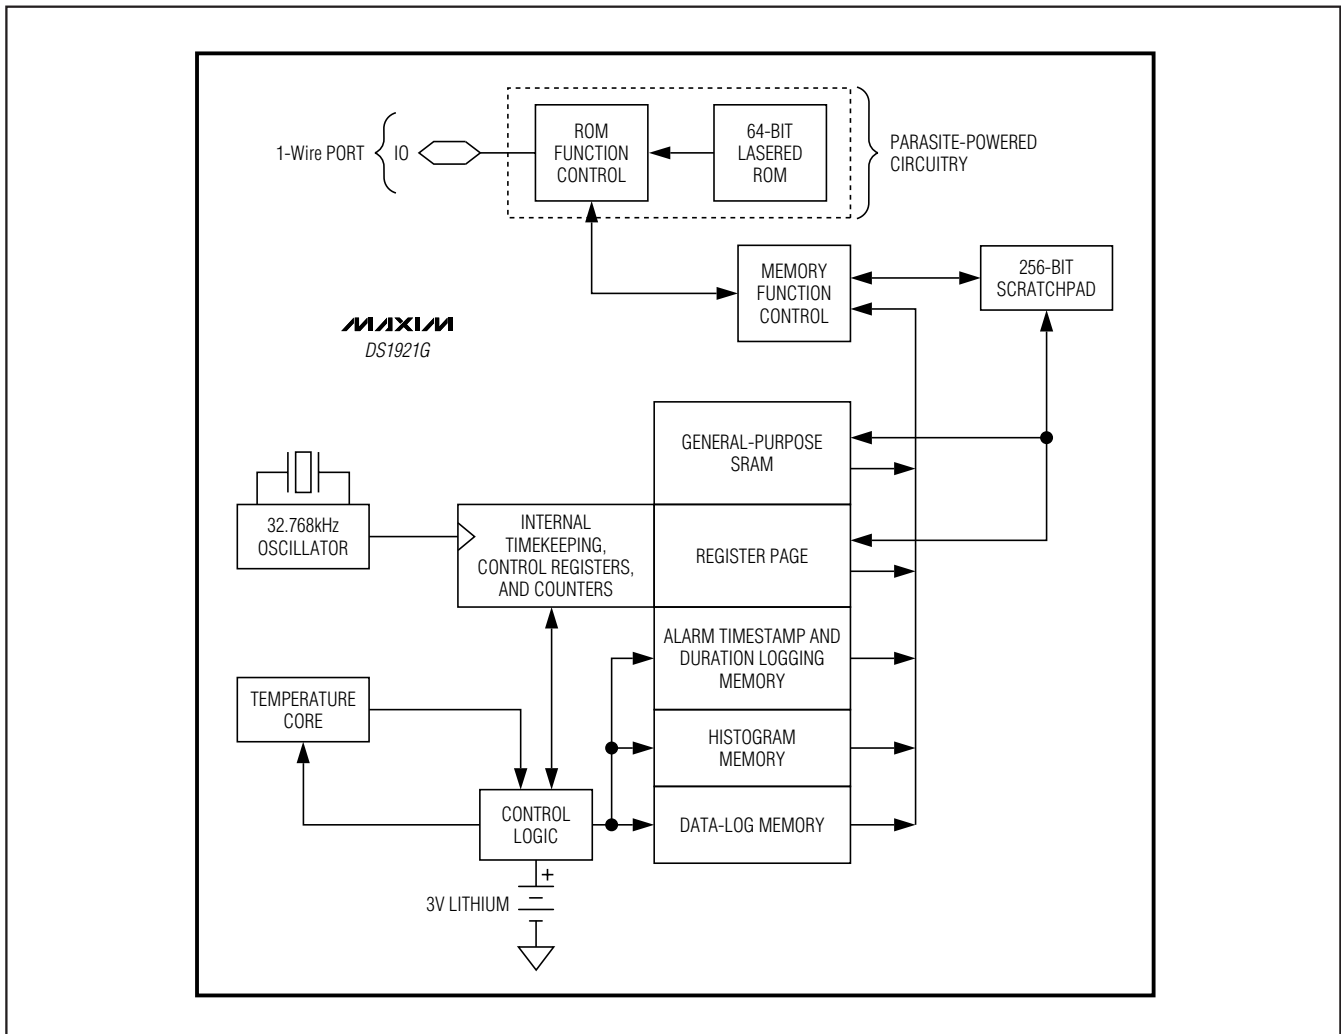 1-Wire PORT
IO
ROM
FUNCTION
CONTROL
64-BIT
LASERED
ROM
PARASITE-POWERED
CIRCUITRY
MEMORY
FUNCTION
CONTROL
256-BIT
SCRATCHPAD
MAXIM
DS1921G
GENERAL-PURPOSE
SRAM
32.768kHz
OSCILLATOR
INTERNAL
TIMEKEEPING,
CONTROL REGISTERS,
AND COUNTERS
REGISTER PAGE
ALARM TIMESTAMP AND
DURATION LOGGING
MEMORY
TEMPERATURE
CORE
HISTOGRAM
MEMORY
CONTROL
LOGIC
DATA-LOG MEMORY
+
3V LITHIUM